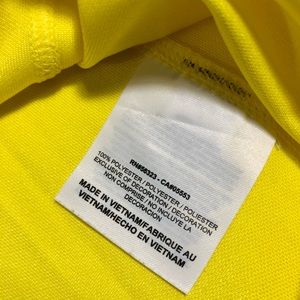 RN#56323 - CA#05553
100% POLYESTER / POLYESTER / POLIESTER
EXCLUSIVE OF DECORATION / DECORATION
NON COMPRISE / NO INCLUYE LA
DECORACIÓN
MADE IN VIETNAM/FABRIQUE AU
VIETNAM/HECHO EN VIETNAM